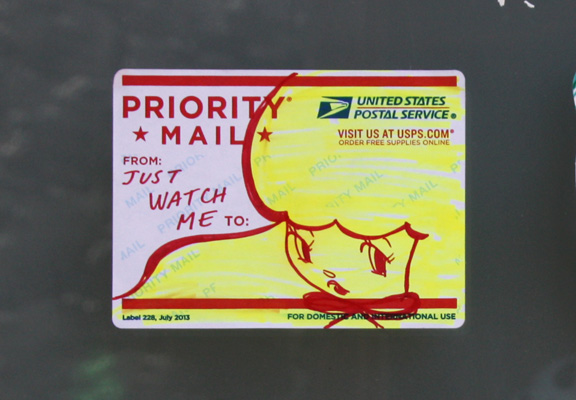 PRIORITY®
★ MAIL ★
UNITED STATES
POSTAL SERVICE®
VISIT US AT USPS.COM®
ORDER FREE SUPPLIES ONLINE
FROM:
JUST
WATCH
ME TO:
Label 228, July 2013
FOR DOMESTIC AND INTERNATIONAL USE